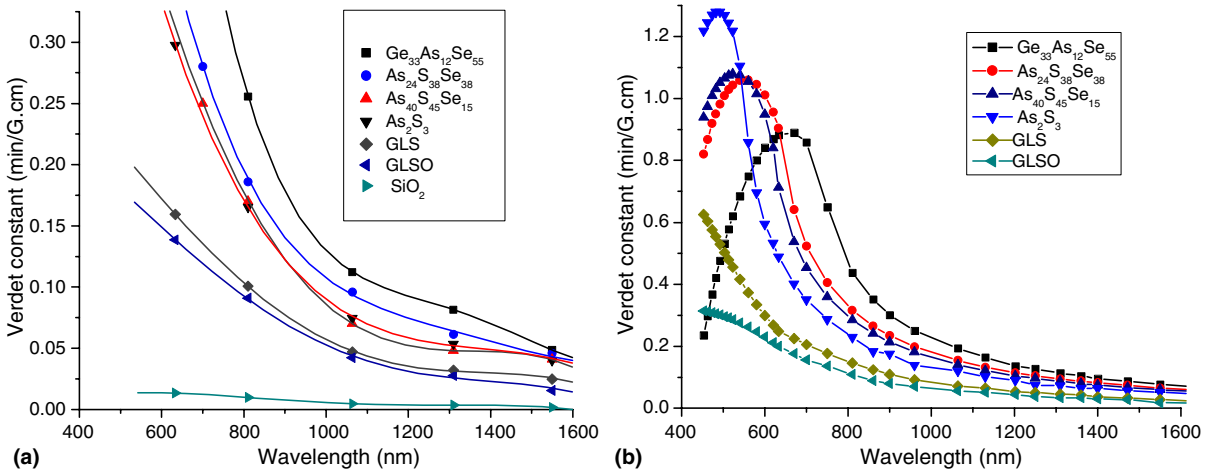 0.30
0.25
0.20
0.15
0.10
0.05
0.00
Verdet constant (min/G.cm)
400 600 800 1000 1200 1400 1600
Wavelength (nm)
(a)
Ge33As12Se55
As24S38Se38
As40S45Se15
As2S3
GLS
GLSO
SiO2
1.2
1.0
0.8
0.6
0.4
0.2
0.0
Verdet constant (min/G.cm)
400 600 800 1000 1200 1400 1600
Wavelength (nm)
(b)
Ge33As12Se55
As24S38Se38
As40S45Se15
As2S3
GLS
GLSO